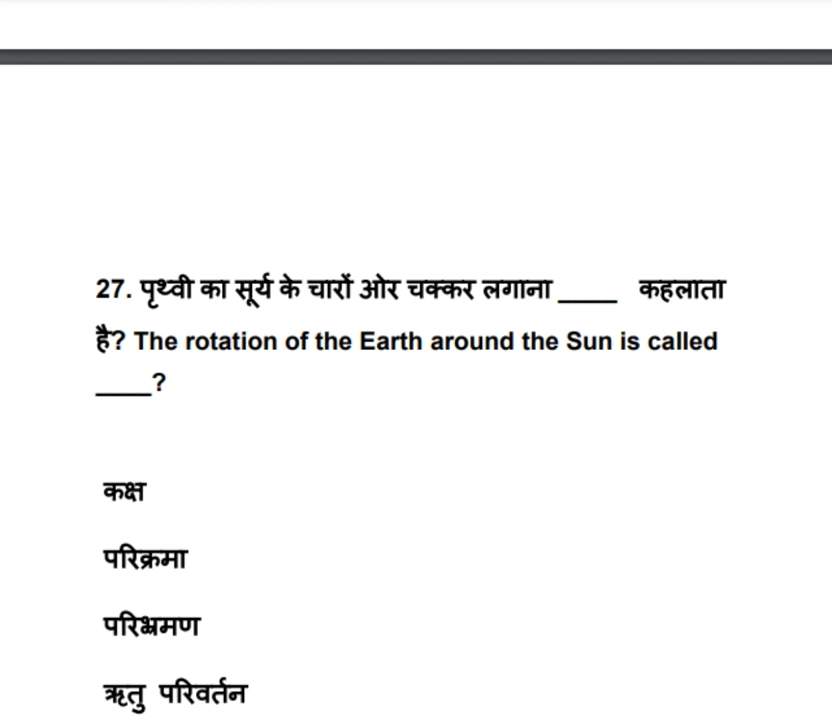 27. पृथ्वी का सूर्य के चारों ओर चक्कर लगाना ____ कहलाता
है? The rotation of the Earth around the Sun is called
____?
कक्ष
परिक्रमा
परिभ्रमण
ऋतु परिवर्तन